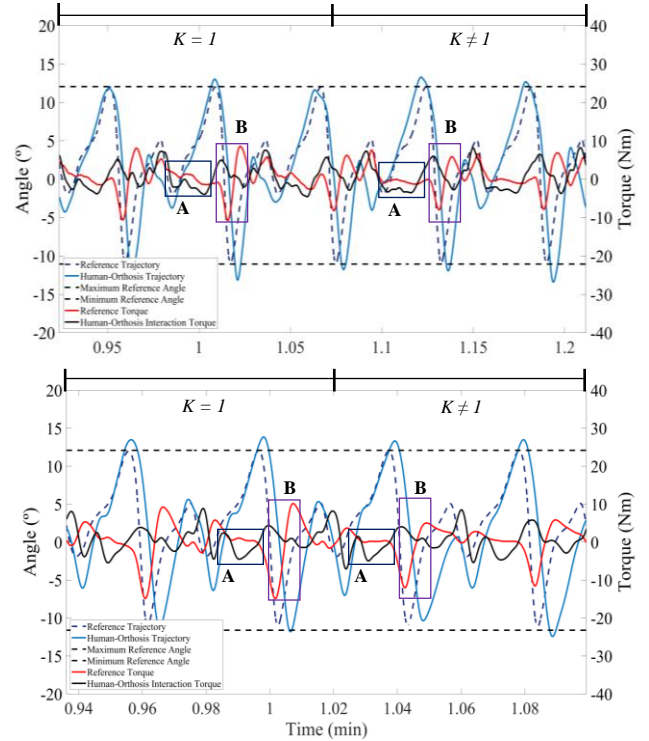 K = 1 K ≠ 1
20 40
15 30
10 20
5 10
0 0
-5 -10
-10 -20
-15 -30
-20 -40
Angle (º)
Torque (Nm)
B B
A A
Reference Trajectory
Human-Orthosis Trajectory
Maximum Reference Angle
Minimum Reference Angle
Reference Torque
Human-Orthosis Interaction Torque
0.95 1 1.05 1.1 1.15 1.2
K = 1 K ≠ 1
20 40
15 30
10 20
5 10
0 0
-5 -10
-10 -20
-15 -30
-20 -40
Angle (º)
Torque (Nm)
B B
A A
Reference Trajectory
Human-Orthosis Trajectory
Maximum Reference Angle
Minimum Reference Angle
Reference Torque
Human-Orthosis Interaction Torque
0.94 0.96 0.98 1 1.02 1.04 1.06 1.08
Time (min)